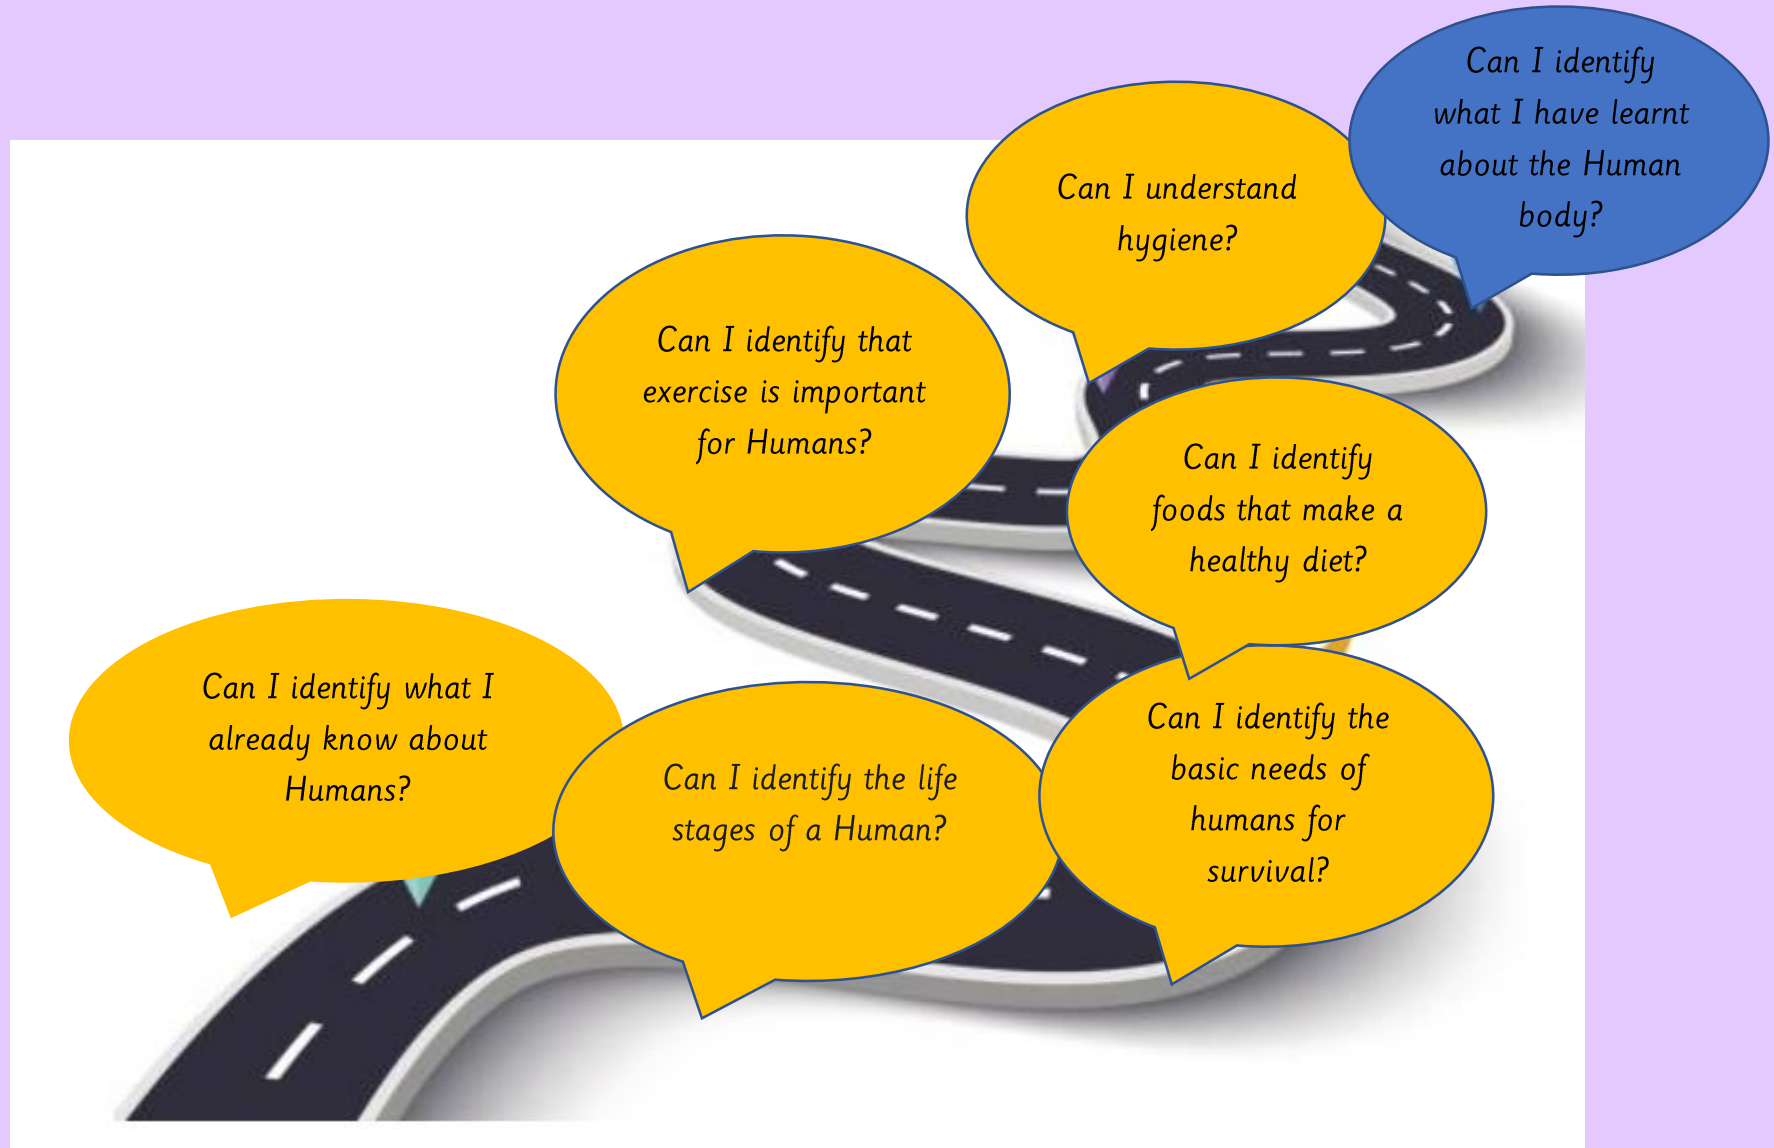 Can I identify
what I have learnt
about the Human
body?
Can I understand
hygiene?
Can I identify that
exercise is important
for Humans?
Can I identify
foods that make a
healthy diet?
Can I identify what I
already know about
Humans?
Can I identify the life
stages of a Human?
Can I identify the
basic needs of
humans for
survival?